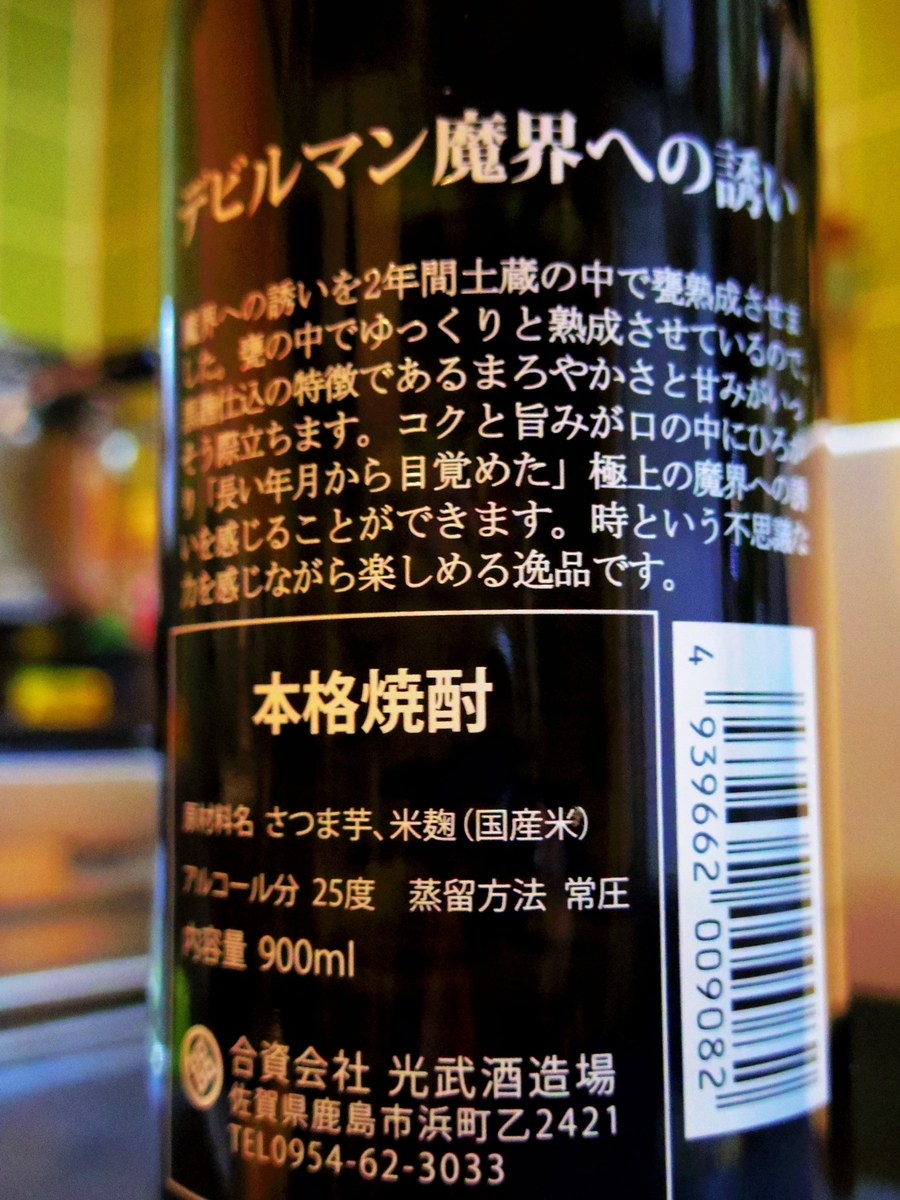 デビルマン魔界への誘い
魔界への誘いを2年間土蔵の中で甕熟成させま
した。甕の中でゆっくりと熟成させているので、
黒麹仕込の特徴であるまろやかさと甘みがいっ
そう際立ちます。コクと旨みが口の中にひろが
り「長い年月から目覚めた」極上の魔界への誘
いを感じることができます。時という不思議な
力を感じながら楽しめる逸品です。
本格焼酎
原材料名 さつま芋、米麹(国産米)
アルコール分 25度 蒸留方法 常圧
内容量 900ml
合資会社 光武酒造場
佐賀県鹿島市浜町乙2421
TEL0954-62-3033
4 939662 009082